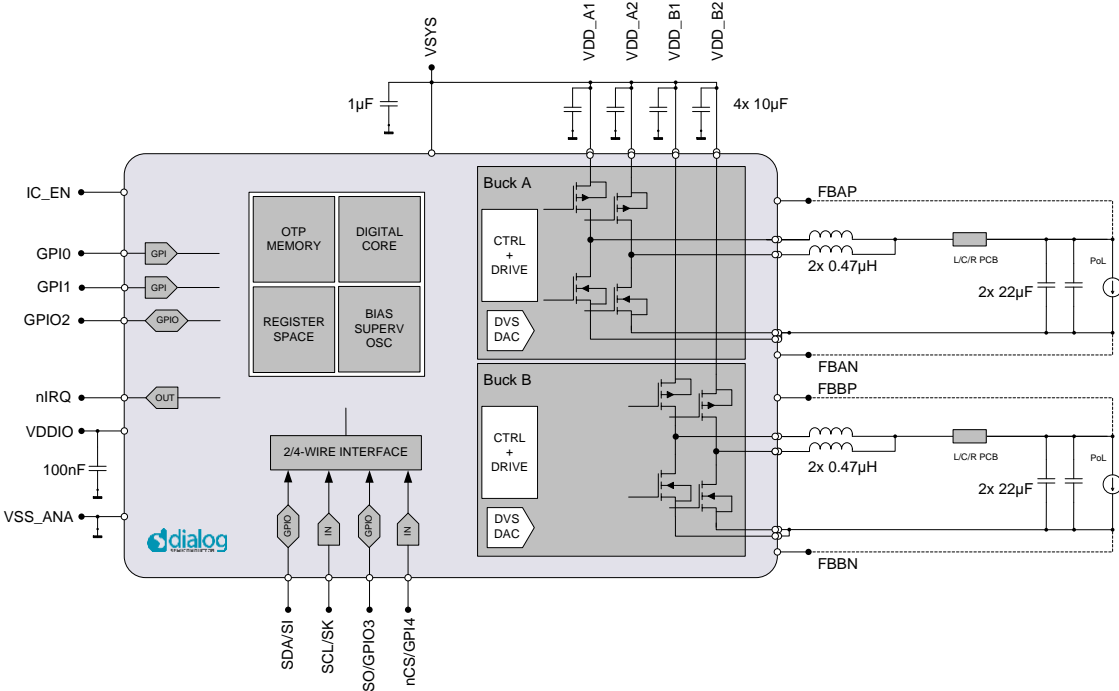 VSYS
VDD_A1
VDD_A2
VDD_B1
VDD_B2
1µF
4x 10µF
IC_EN
GPI0
GPI
GPI1
GPI
GPIO2
GPIO
nIRQ
OUT
VDDIO
100nF
VSS_ANA
OTP
MEMORY
DIGITAL
CORE
REGISTER
SPACE
BIAS
SUPERV
OSC
2/4-WIRE INTERFACE
GPIO
IN
GPIO
IN
SDA/SI
SCL/SK
SO/GPIO3
nCS/GPI4
dialog
SEMICONDUCTOR
Buck A
CTRL
+
DRIVE
DVS
DAC
Buck B
CTRL
+
DRIVE
DVS
DAC
FBAP
2x 0.47µH
L/C/R PCB
2x 22µF
PoL
FBAN
FBBP
2x 0.47µH
L/C/R PCB
2x 22µF
PoL
FBBN